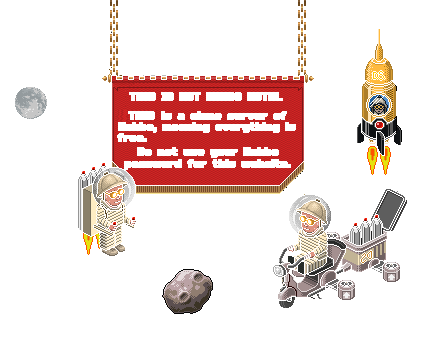 THIS IS NOT HABBO HOTEL.
THIS is a clone server of
Habbo, meaning everything is
free.
Do not use your Habbo
password for this website.